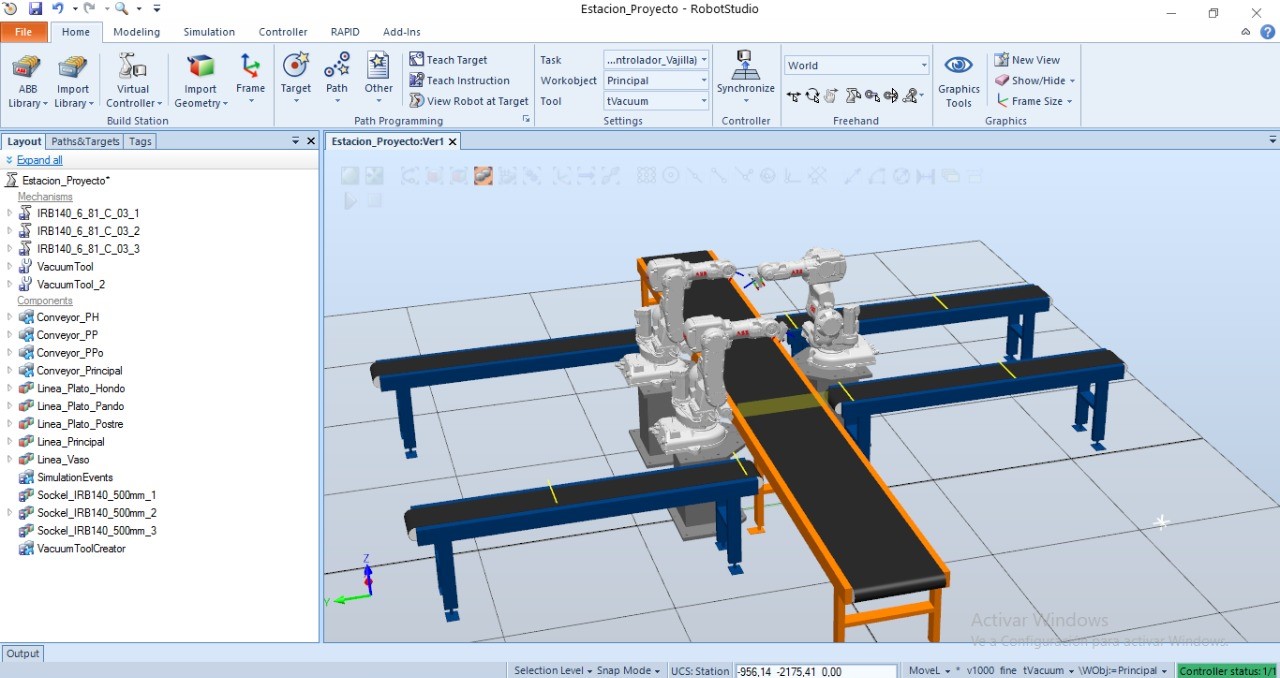 Estacion_Proyecto - RobotStudio
File Home Modeling Simulation Controller RAPID Add-Ins
ABB Library
Import Library
Virtual Controller
Import Geometry
Frame
Build Station
Target
Path
Other
Teach Target
Teach Instruction
View Robot at Target
Path Programming
Task ...ntrolador_Vajilla)
Workobject Principal
Tool tVacuum
Settings
Synchronize
Controller
World
Freehand
Graphics Tools
New View
Show/Hide
Frame Size
Graphics
Layout Paths&Targets Tags
Expand all
Estacion_Proyecto*
Mechanisms
IRB140_6_81_C_03_1
IRB140_6_81_C_03_2
IRB140_6_81_C_03_3
VacuumTool
VacuumTool_2
Components
Conveyor_PH
Conveyor_PP
Conveyor_PPo
Conveyor_Principal
Linea_Plato_Hondo
Linea_Plato_Pando
Linea_Plato_Postre
Linea_Principal
Linea_Vaso
SimulationEvents
Sockel_IRB140_500mm_1
Sockel_IRB140_500mm_2
Sockel_IRB140_500mm_3
VacuumToolCreator
Estacion_Proyecto:Ver1
ABB
ABB
ABB
Z
Y
Activar Windows
Ve a Configuración para activar Windows.
Output
Selection Level Snap Mode UCS: Station -956,14 -2175,41 0,00 MoveL * v1000 fine tVacuum \WObj:=Principal Controller status: 1/1